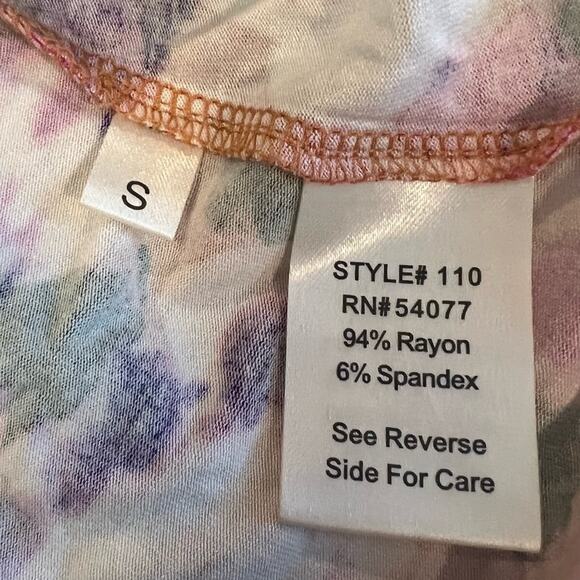 S
STYLE# 110
RN#54077
94% Rayon
6% Spandex
See Reverse
Side For Care